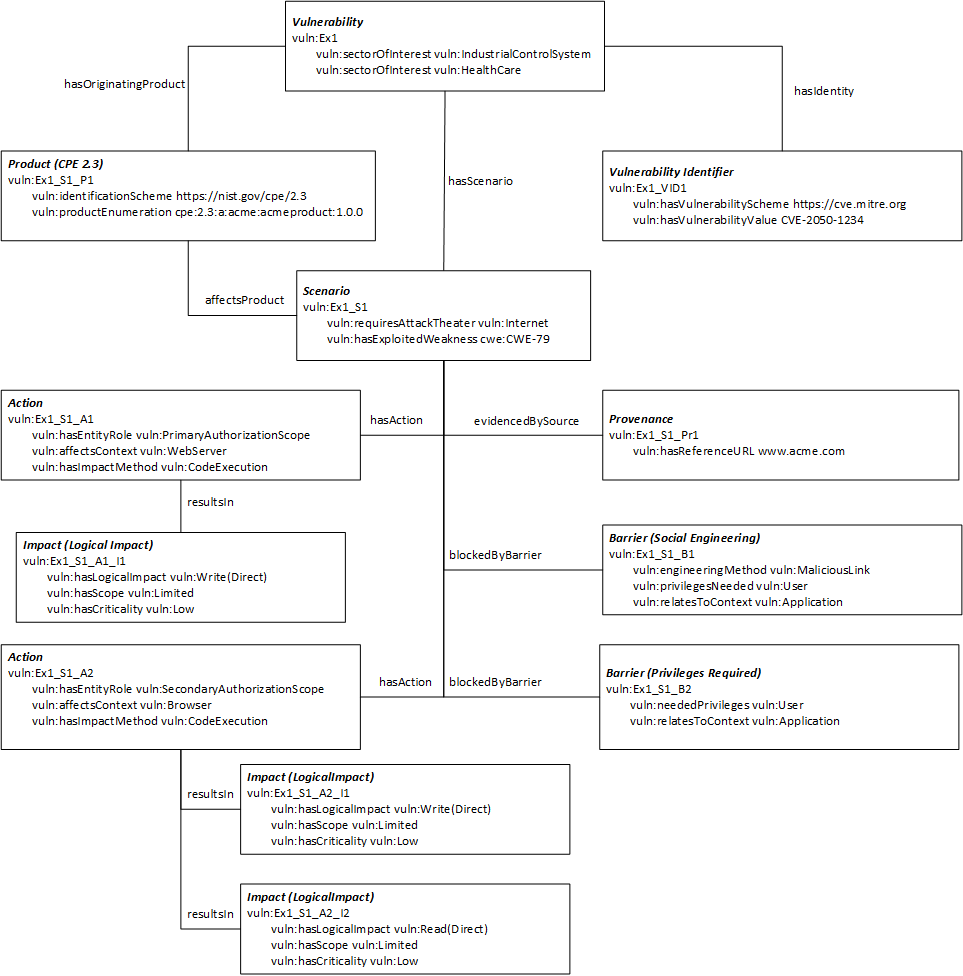 Vulnerability
vuln:Ex1
vuln:sectorOfInterest vuln:IndustrialControlSystem
vuln:sectorOfInterest vuln:HealthCare
hasOriginatingProduct
hasIdentity
Product (CPE 2.3)
vuln:Ex1_S1_P1
vuln:identificationScheme https://nist.gov/cpe/2.3
vuln:productEnumeration cpe:2.3:a:acme:acmeproduct:1.0.0
hasScenario
Vulnerability Identifier
vuln:Ex1_VID1
vuln:hasVulnerabilityScheme https://cve.mitre.org
vuln:hasVulnerabilityValue CVE-2050-1234
affectsProduct
Scenario
vuln:Ex1_S1
vuln:requiresAttackTheater vuln:Internet
vuln:hasExploitedWeakness cwe:CWE-79
Action
vuln:Ex1_S1_A1
vuln:hasEntityRole vuln:PrimaryAuthorizationScope
vuln:affectsContext vuln:WebServer
vuln:hasImpactMethod vuln:CodeExecution
hasAction
evidencedBySource
Provenance
vuln:Ex1_S1_Pr1
vuln:hasReferenceURL www.acme.com
resultsIn
Impact (Logical Impact)
vuln:Ex1_S1_A1_I1
vuln:hasLogicalImpact vuln:Write(Direct)
vuln:hasScope vuln:Limited
vuln:hasCriticality vuln:Low
blockedByBarrier
Barrier (Social Engineering)
vuln:Ex1_S1_B1
vuln:engineeringMethod vuln:MaliciousLink
vuln:privilegesNeeded vuln:User
vuln:relatesToContext vuln:Application
Action
vuln:Ex1_S1_A2
vuln:hasEntityRole vuln:SecondaryAuthorizationScope
vuln:affectsContext vuln:Browser
vuln:hasImpactMethod vuln:CodeExecution
hasAction
blockedByBarrier
Barrier (Privileges Required)
vuln:Ex1_S1_B2
vuln:neededPrivileges vuln:User
vuln:relatesToContext vuln:Application
resultsIn
Impact (LogicalImpact)
vuln:Ex1_S1_A2_I1
vuln:hasLogicalImpact vuln:Write(Direct)
vuln:hasScope vuln:Limited
vuln:hasCriticality vuln:Low
resultsIn
Impact (LogicalImpact)
vuln:Ex1_S1_A2_I2
vuln:hasLogicalImpact vuln:Read(Direct)
vuln:hasScope vuln:Limited
vuln:hasCriticality vuln:Low